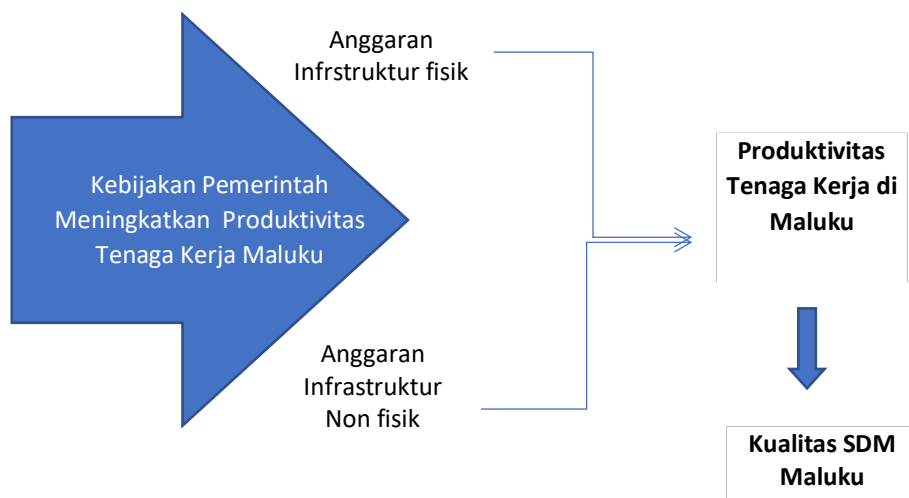 Anggaran
Infrstruktur fisik
Kebijakan Pemerintah
Meningkatkan Produktivitas
Tenaga Kerja Maluku
Produktivitas
Tenaga Kerja di
Maluku
Anggaran
Infrastruktur
Non fisik
Kualitas SDM
Maluku